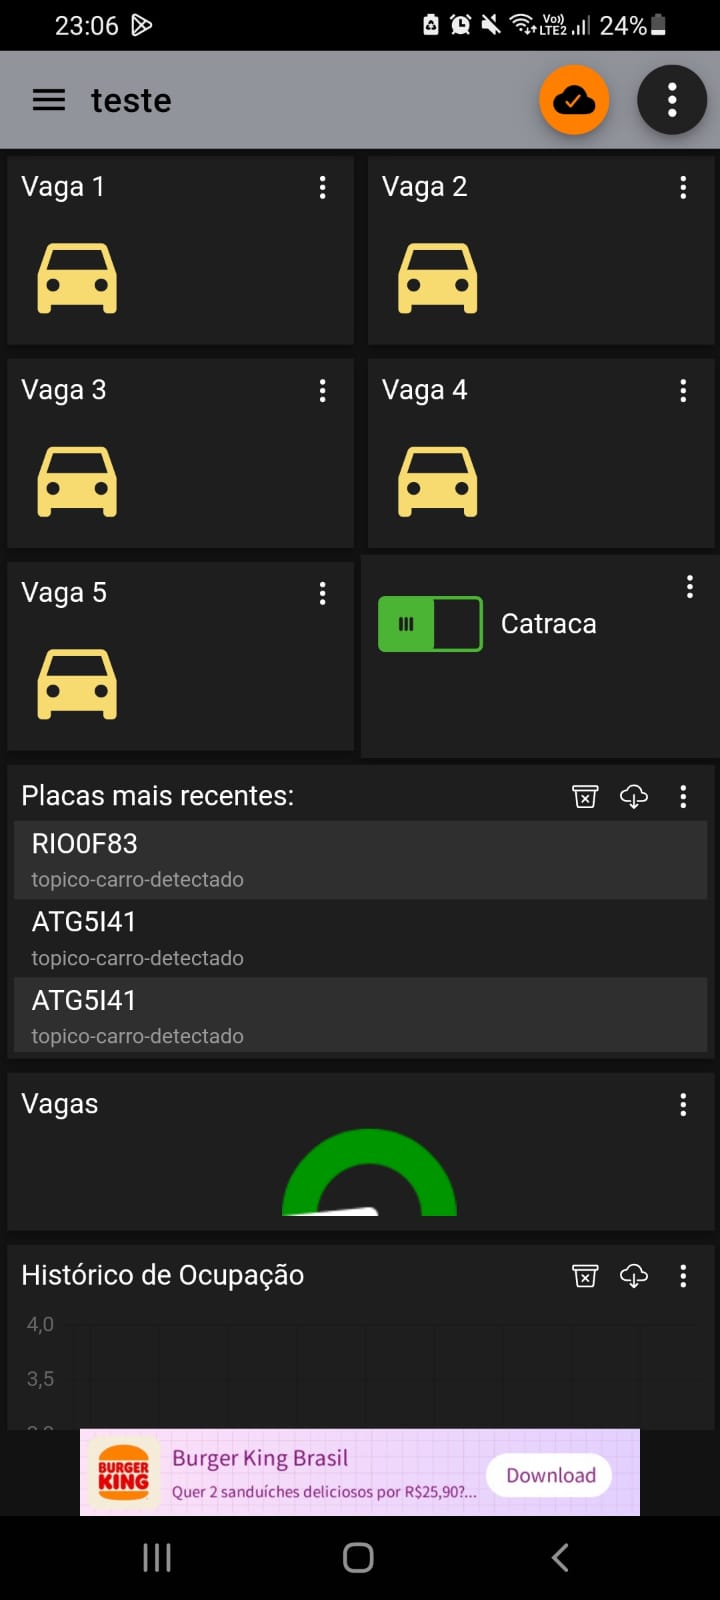 23:06
Vo))
LTE2
24%
teste
Vaga 1
Vaga 2
Vaga 3
Vaga 4
Vaga 5
Catraca
Placas mais recentes:
RIO0F83
topico-carro-detectado
ATG5I41
topico-carro-detectado
ATG5I41
topico-carro-detectado
Vagas
Histórico de Ocupação
4,0
3,5
BURGER
KING
Burger King Brasil
Quer 2 sanduíches deliciosos por R$25,90?...
Download